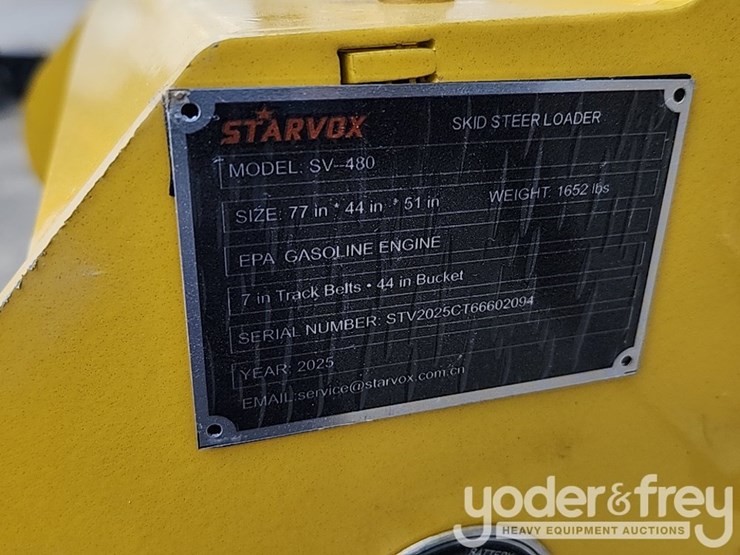 STARVOX SKID STEER LOADER
MODEL: SV-480
SIZE: 77 in * 44 in * 51 in WEIGHT: 1652 lbs
EPA GASOLINE ENGINE
7 in Track Belts • 44 in Bucket
SERIAL NUMBER: STV2025CT66602094
YEAR: 2025
EMAIL:service@starvox.com.cn
yoder&frey
HEAVY EQUIPMENT AUCTIONS